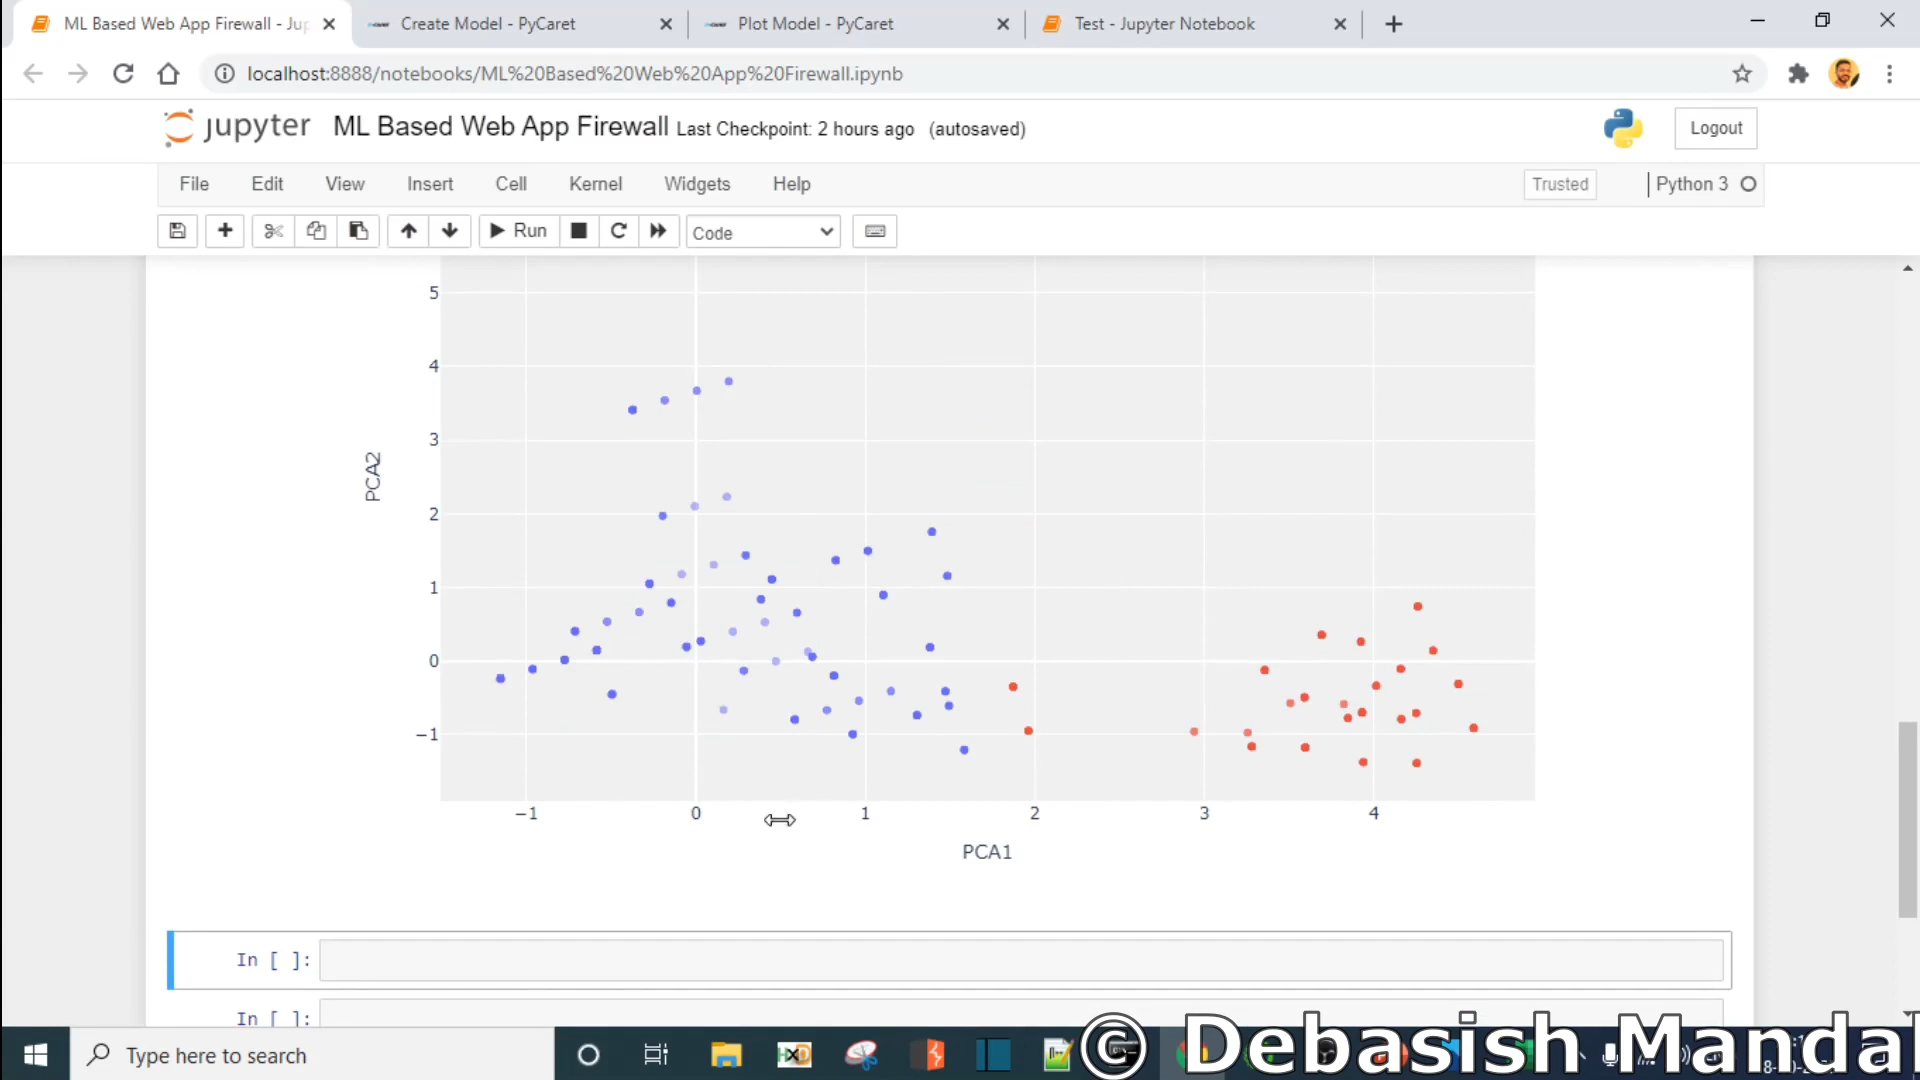 ML Based Web App Firewall - Jup
Create Model - PyCaret
Plot Model - PyCaret
Test - Jupyter Notebook
localhost:8888/notebooks/ML%20Based%20Web%20App%20Firewall.ipynb
jupyter ML Based Web App Firewall Last Checkpoint: 2 hours ago (autosaved)
Logout
File Edit View Insert Cell Kernel Widgets Help
Trusted
Python 3
Run
Code
5
4
3
2
1
0
−1
PCA2
−1 0 1 2 3 4
PCA1
In [ ]:
In [ ]:
Type here to search
© Debasish Mandal